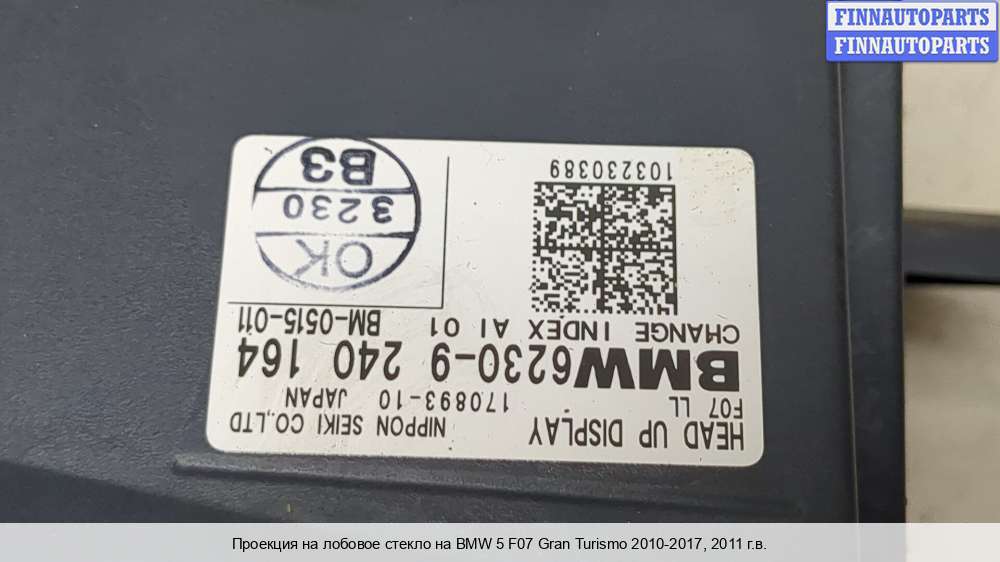 FINNAUTOPARTS
FINNAUTOPARTS
HEAD UP DISPLAY NIPPON SEIKI CO.,LTD
F07 LL 170893-10 JAPAN
BMW 6230-9 240 164
CHANGE INDEX AI 01 BM-0515-011
103230389
OK
3230
B3
Проекция на лобовое стекло на BMW 5 F07 Gran Turismo 2010-2017, 2011 г.в.